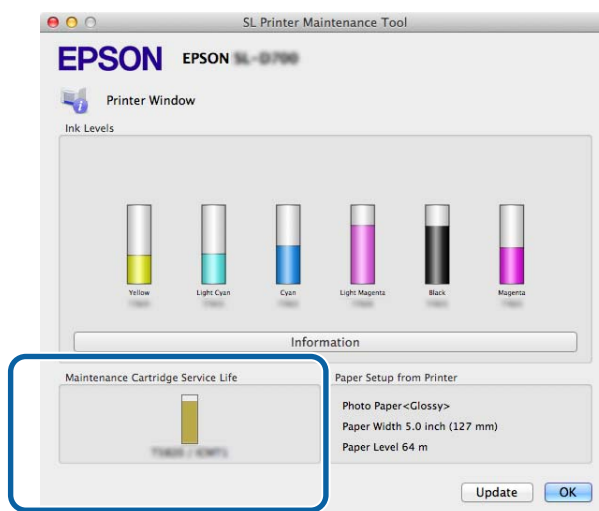 SL Printer Maintenance Tool
EPSON EPSON
Printer Window
Ink Levels
Yellow Light Cyan Cyan Light Magenta Black Magenta
Information
Maintenance Cartridge Service Life
Paper Setup from Printer
Photo Paper<Glossy>
Paper Width 5.0 inch (127 mm)
Paper Level 64 m
Update OK